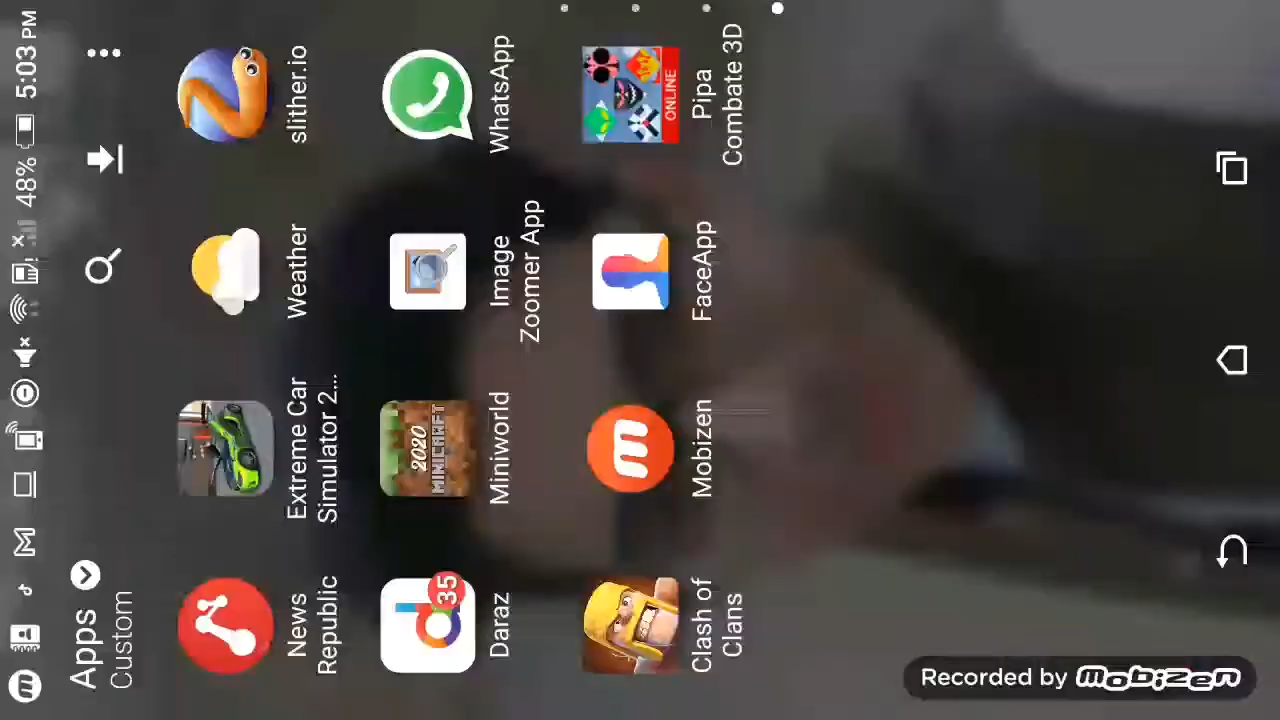 48% 5:03 PM
Apps
Custom
News
Republic
Extreme Car
Simulator 2...
Weather
slither.io
35
Daraz
2020
MINICRAFT
Miniworld
Image
Zoomer App
WhatsApp
Clash of
Clans
Mobizen
FaceApp
ONLINE
Pipa
Combate 3D
Recorded by mobizen